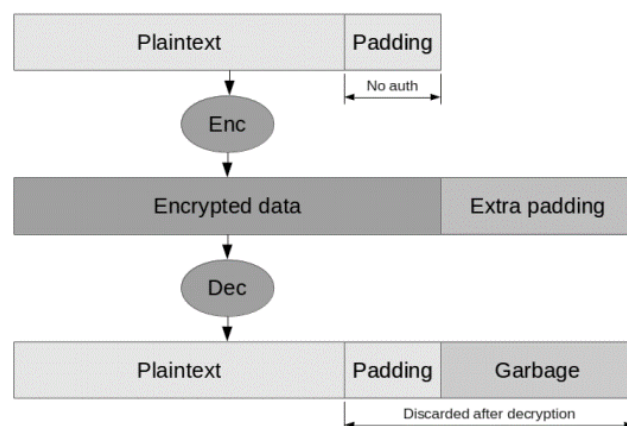 Plaintext Padding
No auth
Enc
Encrypted data Extra padding
Dec
Plaintext Padding Garbage
Discarded after decryption